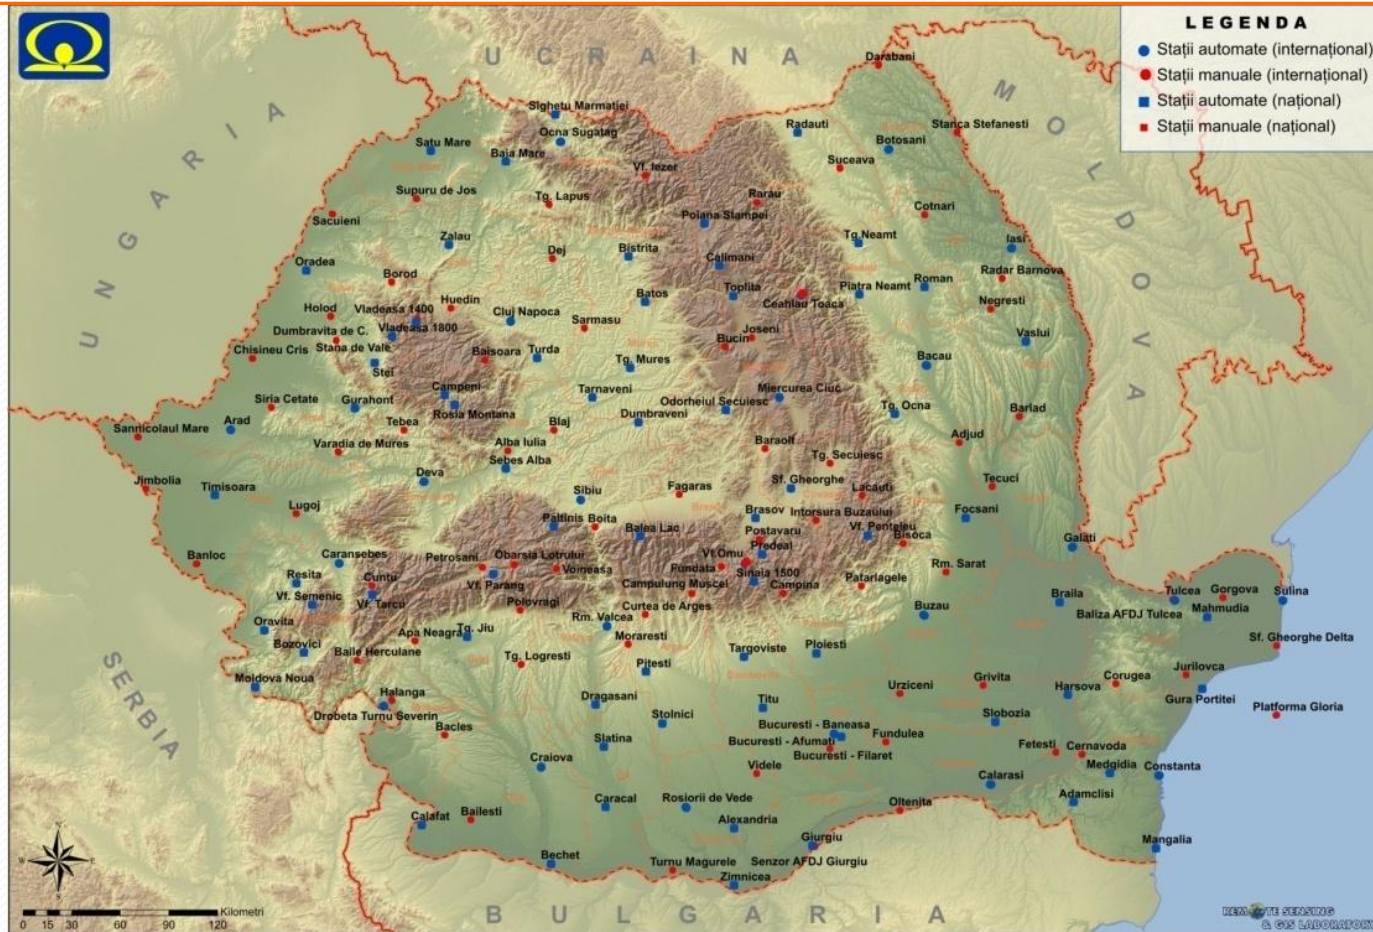 LEGENDA
Stații automate (internațional)
Stații manuale (internațional)
Stații automate (național)
Stații manuale (național)
UCRAINA
MOLDOVA
UNGARIA
SERBIA
BULGARIA
Darabani
Sighetu Marmatiei
Ocna Sugatag
Radauti
Stanca Stefanesti
Satu Mare
Baia Mare
Botosani
Suceava
Vf. Iezer
Supuru de Jos
Tg. Lapus
Rarau
Sacuieni
Poiana Stampei
Cotnari
Zalau
Tg.Neamt
Iasi
Dej
Bistrita
Oradea
Calimani
Borod
Radar Barnova
Roman
Toplita
Piatra Neamt
Batos
Ceahlau Toaca
Holod
Vladeasa 1400
Huedin
Cluj Napoca
Negresti
Dumbravita de C.
Vladeasa 1800
Sarmasu
Joseni
Vaslui
Stana de Vale
Bucin
Chisineu Cris
Baisoara
Turda
Tg. Mures
Bacau
Stei
Campeni
Tarnaveni
Miercurea Ciuc
Siria Cetate
Gurahont
Rosia Montana
Odorheiul Secuiesc
Tg. Ocna
Dumbraveni
Barlad
Sannicolaul Mare
Arad
Tebea
Blaj
Varadia de Mures
Alba Iulia
Baraolt
Adjud
Sebes Alba
Tg. Secuiesc
Deva
Jimbolia
Timisoara
Sibiu
Fagaras
Sf. Gheorghe
Lacauti
Tecuci
Lugoj
Paltinis
Boita
Balea Lac
Brasov
Intorsura Buzaului
Focsani
Vf. Penteleu
Postavaru
Bisoca
Galati
Banloc
Caransebes
Petrosani
Obarsia Lotrului
Vf.Omu
Predeal
Resita
Cuntu
Vf. Parang
Voineasa
Fundata
Sinaia 1500
Rm. Sarat
Vf. Semenic
Vf. Tarcu
Campulung Muscel
Campina
Patarlagele
Tulcea
Gorgova
Sulina
Polovragi
Curtea de Arges
Buzau
Braila
Baliza AFDJ Tulcea
Mahmudia
Oravita
Rm. Valcea
Bozovici
Apa Neagra
Tg. Jiu
Moraresti
Sf. Gheorghe Delta
Baile Herculane
Targoviste
Ploiesti
Tg. Logresti
Pitesti
Moldova Noua
Jurilovca
Grivita
Corugea
Halanga
Urziceni
Harsova
Gura Portitei
Dragasani
Titu
Drobeta Turnu Severin
Stolnici
Slobozia
Platforma Gloria
Bacles
Bucuresti - Baneasa
Bucuresti - Afumati
Fundulea
Slatina
Bucuresti - Filaret
Fetesti
Cernavoda
Craiova
Videle
Medgidia
Constanta
Calarasi
Caracal
Rosiorii de Vede
Adamclisi
Oltenita
Calafat
Bailesti
Alexandria
Giurgiu
Mangalia
Bechet
Senzor AFDJ Giurgiu
Turnu Magurele
Zimnicea
N
W E
S
Kilometri
0 15 30 60 90 120
REMOTE SENSING
& GIS LABORATORY